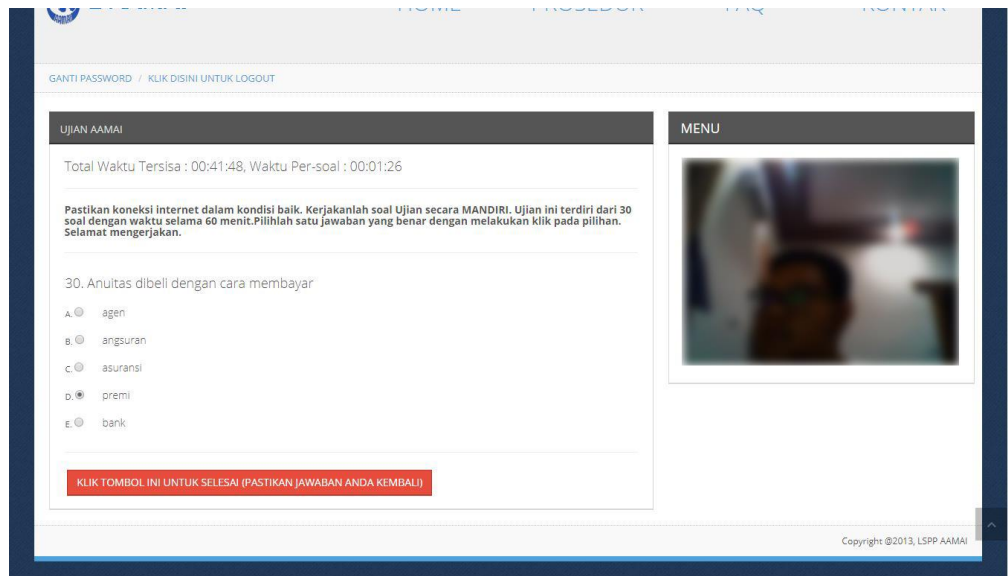 HOME PROSEDUR FAQ KONTAK
GANTI PASSWORD / KLIK DISINI UNTUK LOGOUT
UJIAN AAMAI
MENU
Total Waktu Tersisa : 00:41:48, Waktu Per-soal : 00:01:26
Pastikan koneksi internet dalam kondisi baik. Kerjakanlah soal Ujian secara MANDIRI. Ujian ini terdiri dari 30
soal dengan waktu selama 60 menit.Pilihlah satu jawaban yang benar dengan melakukan klik pada pilihan.
Selamat mengerjakan.
30. Anuitas dibeli dengan cara membayar
A. agen
B. angsuran
C. asuransi
D. premi
E. bank
KLIK TOMBOL INI UNTUK SELESAI (PASTIKAN JAWABAN ANDA KEMBALI)
Copyright @2013, LSPP AAMAI